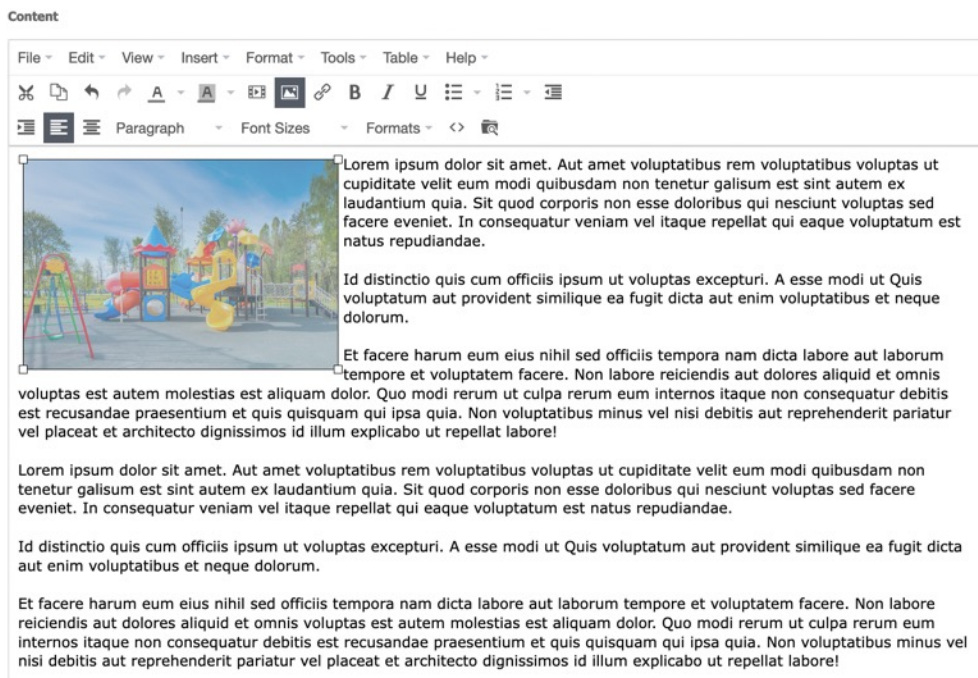 Content
File Edit View Insert Format Tools Table Help
A A B I U
Paragraph Font Sizes Formats <>
Lorem ipsum dolor sit amet. Aut amet voluptatibus rem voluptatibus voluptas ut
cupiditate velit eum modi quibusdam non tenetur galisum est sint autem ex
laudantium quia. Sit quod corporis non esse doloribus qui nesciunt voluptas sed
facere eveniet. In consequatur veniam vel itaque repellat qui eaque voluptatum est
natus repudiandae.
Id distinctio quis cum officiis ipsum ut voluptas excepturi. A esse modi ut Quis
voluptatum aut provident similique ea fugit dicta aut enim voluptatibus et neque
dolorum.
Et facere harum eum eius nihil sed officiis tempora nam dicta labore aut laborum
tempore et voluptatem facere. Non labore reiciendis aut dolores aliquid et omnis
voluptas est autem molestias est aliquam dolor. Quo modi rerum ut culpa rerum eum internos itaque non consequatur debitis
est recusandae praesentium et quis quisquam qui ipsa quia. Non voluptatibus minus vel nisi debitis aut reprehenderit pariatur
vel placeat et architecto dignissimos id illum explicabo ut repellat labore!
Lorem ipsum dolor sit amet. Aut amet voluptatibus rem voluptatibus voluptas ut cupiditate velit eum modi quibusdam non
tenetur galisum est sint autem ex laudantium quia. Sit quod corporis non esse doloribus qui nesciunt voluptas sed facere
eveniet. In consequatur veniam vel itaque repellat qui eaque voluptatum est natus repudiandae.
Id distinctio quis cum officiis ipsum ut voluptas excepturi. A esse modi ut Quis voluptatum aut provident similique ea fugit dicta
aut enim voluptatibus et neque dolorum.
Et facere harum eum eius nihil sed officiis tempora nam dicta labore aut laborum tempore et voluptatem facere. Non labore
reiciendis aut dolores aliquid et omnis voluptas est autem molestias est aliquam dolor. Quo modi rerum ut culpa rerum eum
internos itaque non consequatur debitis est recusandae praesentium et quis quisquam qui ipsa quia. Non voluptatibus minus vel
nisi debitis aut reprehenderit pariatur vel placeat et architecto dignissimos id illum explicabo ut repellat labore!